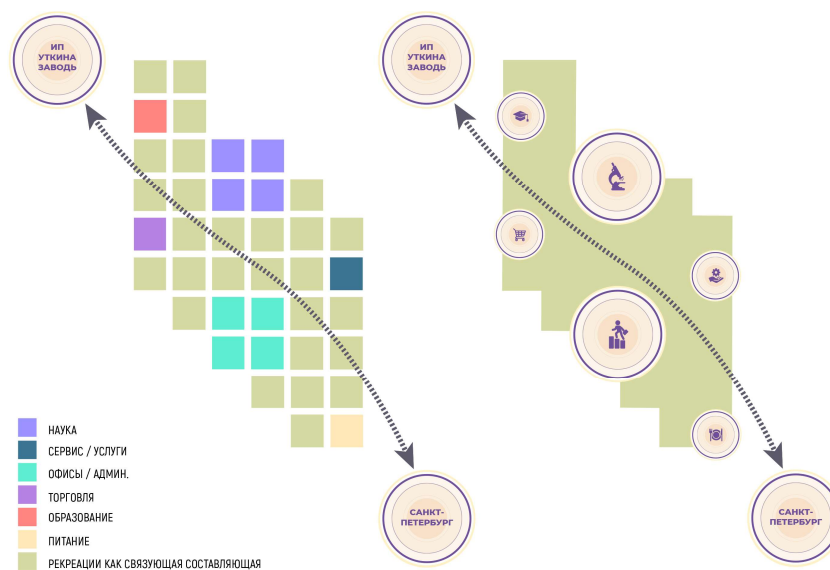 ИП
УТКИНА
ЗАВОДЬ
ИП
УТКИНА
ЗАВОДЬ
НАУКА
СЕРВИС / УСЛУГИ
ОФИСЫ / АДМИН.
ТОРГОВЛЯ
ОБРАЗОВАНИЕ
ПИТАНИЕ
РЕКРЕАЦИИ КАК СВЯЗУЮЩАЯ СОСТАВЛЯЮЩАЯ
САНКТ-
ПЕТЕРБУРГ
САНКТ-
ПЕТЕРБУРГ